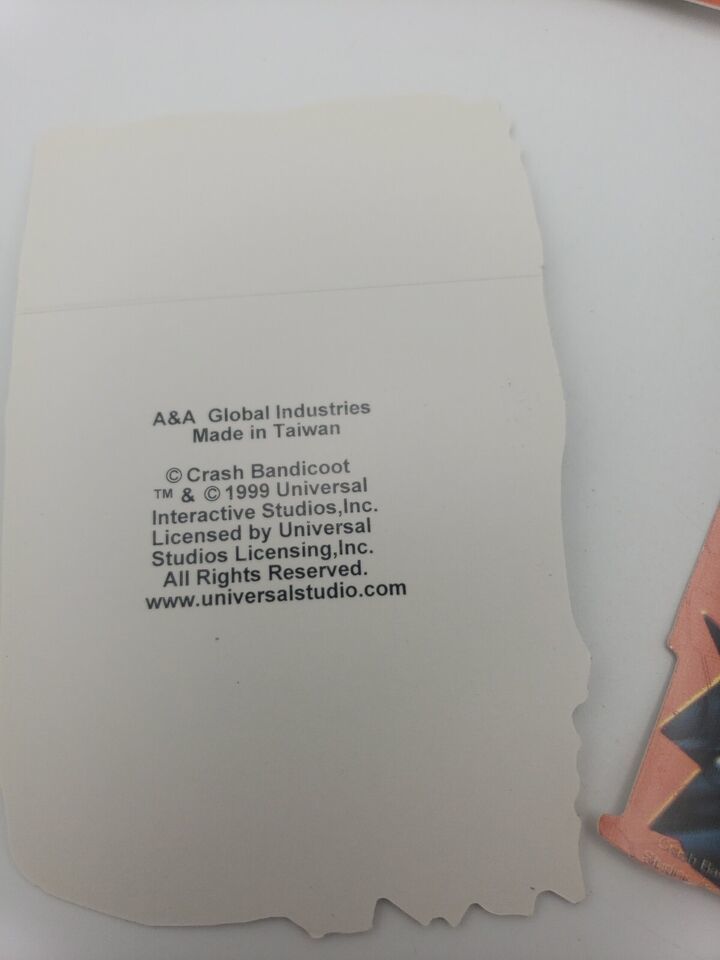 A&A Global Industries
Made in Taiwan
© Crash Bandicoot
™ & © 1999 Universal
Interactive Studios,Inc.
Licensed by Universal
Studios Licensing,Inc.
All Rights Reserved.
www.universalstudio.com